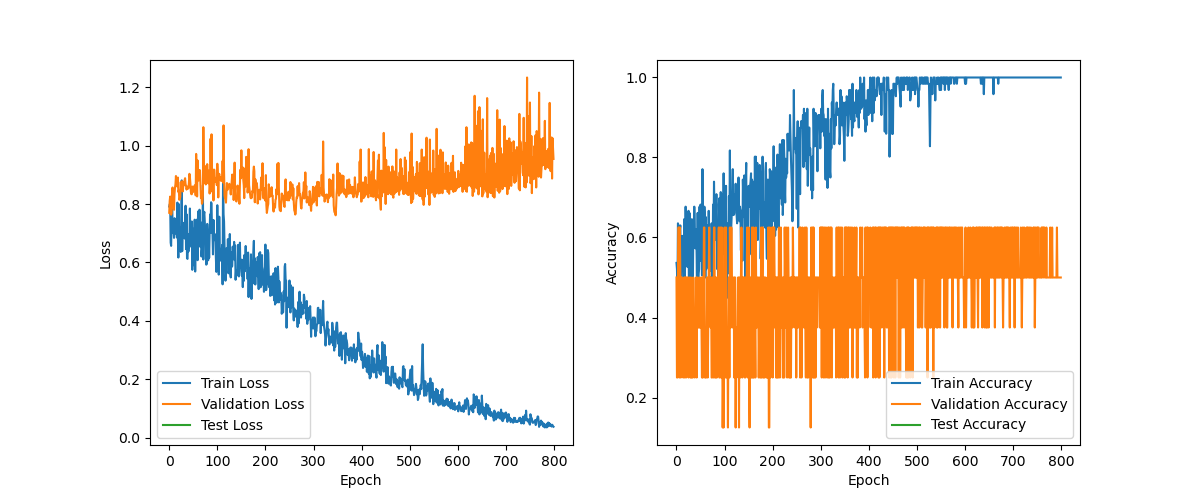 Loss
1.2
1.0
0.8
0.6
0.4
0.2
0.0
Train Loss
Validation Loss
Test Loss
0 100 200 300 400 500 600 700 800
Epoch
Accuracy
1.0
0.8
0.6
0.4
0.2
Train Accuracy
Validation Accuracy
Test Accuracy
0 100 200 300 400 500 600 700 800
Epoch